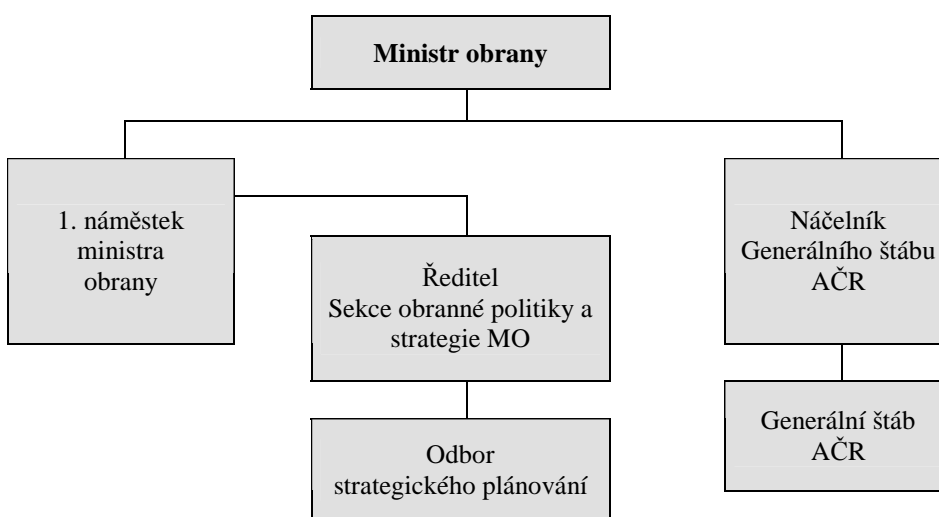 Ministr obrany
1. náměstek
ministra
obrany
Ředitel
Sekce obranné politiky a
strategie MO
Odbor
strategického plánování
Náčelník
Generálního štábu
AČR
Generální štáb
AČR